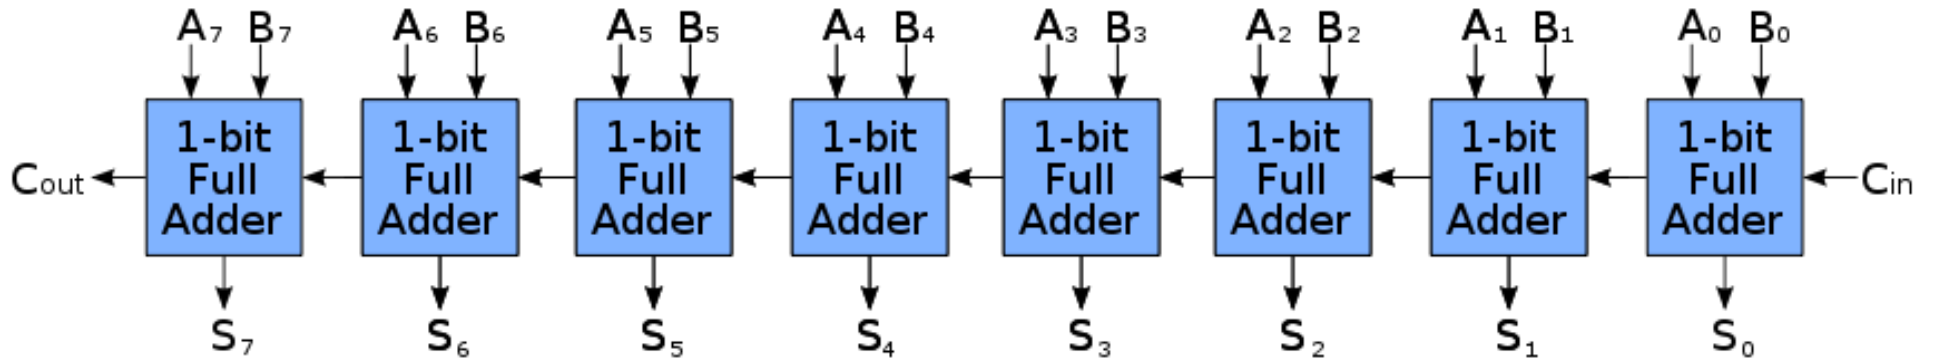 A7 B7 A6 B6 A5 B5 A4 B4 A3 B3 A2 B2 A1 B1 A0 B0
1-bit 1-bit 1-bit 1-bit 1-bit 1-bit 1-bit 1-bit
Cout Full Full Full Full Full Full Full Full Cin
Adder Adder Adder Adder Adder Adder Adder Adder
S7 S6 S5 S4 S3 S2 S1 S0